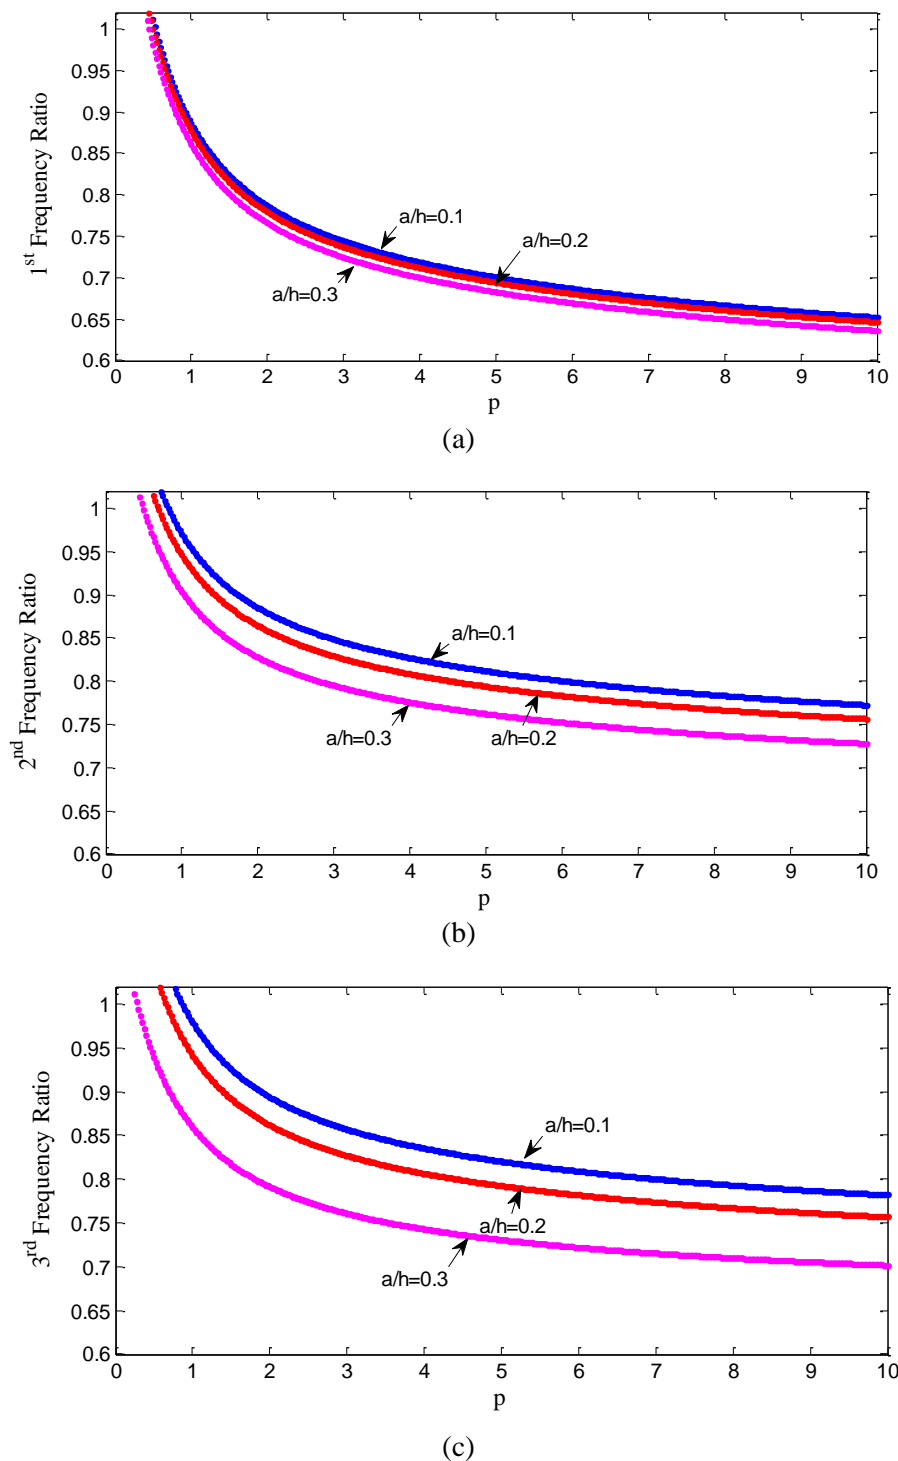 1
0.95
0.9
0.85
0.8
0.75
0.7
0.65
0.6
1st Frequency Ratio
a/h=0.1
a/h=0.2
a/h=0.3
0 1 2 3 4 5 6 7 8 9 10
p
(a)
1
0.95
0.9
0.85
0.8
0.75
0.7
0.65
0.6
2nd Frequency Ratio
a/h=0.1
a/h=0.3
a/h=0.2
0 1 2 3 4 5 6 7 8 9 10
p
(b)
1
0.95
0.9
0.85
0.8
0.75
0.7
0.65
0.6
3rd Frequency Ratio
a/h=0.1
a/h=0.2
a/h=0.3
0 1 2 3 4 5 6 7 8 9 10
p
(c)